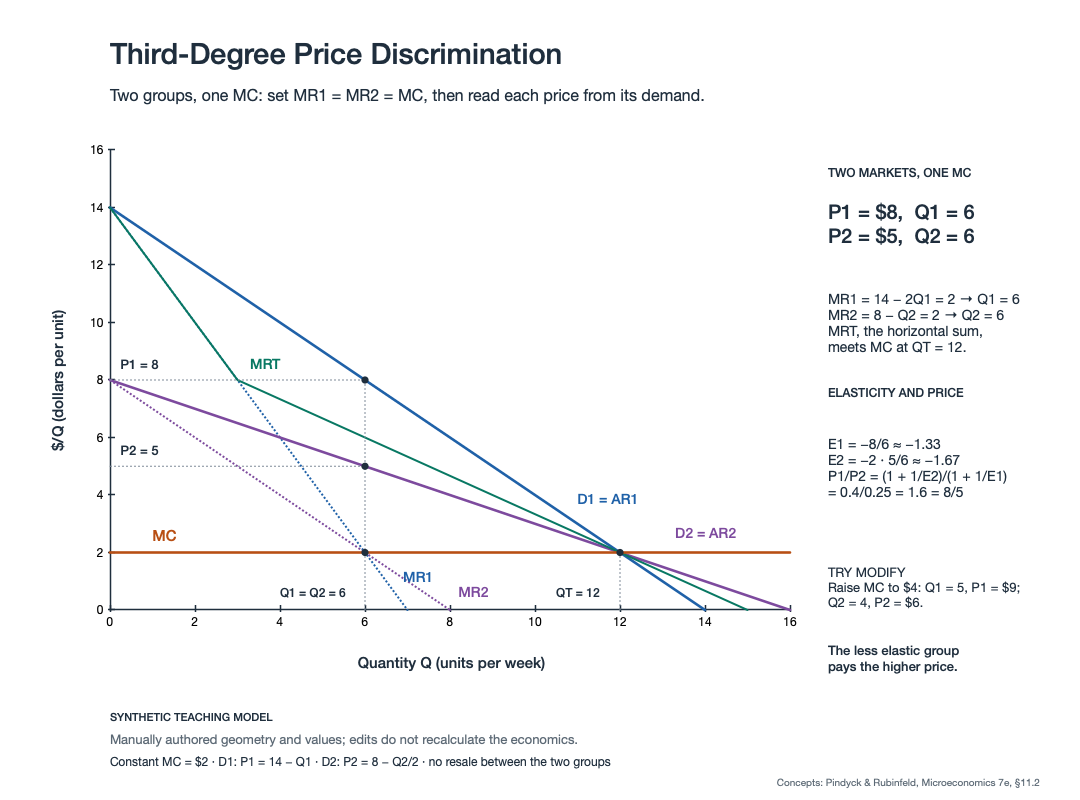 Third-Degree Price Discrimination
Two groups, one MC: set MR1 = MR2 = MC, then read each price from its demand.
$/Q (dollars per unit)
16
14
12
10
8
6
4
2
0
P1 = 8
P2 = 5
MRT
MC
D1 = AR1
D2 = AR2
MR1
MR2
Q1 = Q2 = 6
QT = 12
0
2
4
6
8
10
12
14
16
Quantity Q (units per week)
TWO MARKETS, ONE MC
P1 = $8, Q1 = 6
P2 = $5, Q2 = 6
MR1 = 14 − 2Q1 = 2 → Q1 = 6
MR2 = 8 − Q2 = 2 → Q2 = 6
MRT, the horizontal sum,
meets MC at QT = 12.
ELASTICITY AND PRICE
E1 = −8/6 ≈ −1.33
E2 = −2 · 5/6 ≈ −1.67
P1/P2 = (1 + 1/E2)/(1 + 1/E1)
= 0.4/0.25 = 1.6 = 8/5
TRY MODIFY
Raise MC to $4: Q1 = 5, P1 = $9;
Q2 = 4, P2 = $6.
The less elastic group
pays the higher price.
SYNTHETIC TEACHING MODEL
Manually authored geometry and values; edits do not recalculate the economics.
Constant MC = $2 · D1: P1 = 14 − Q1 · D2: P2 = 8 − Q2/2 · no resale between the two groups
Concepts: Pindyck & Rubinfeld, Microeconomics 7e, §11.2